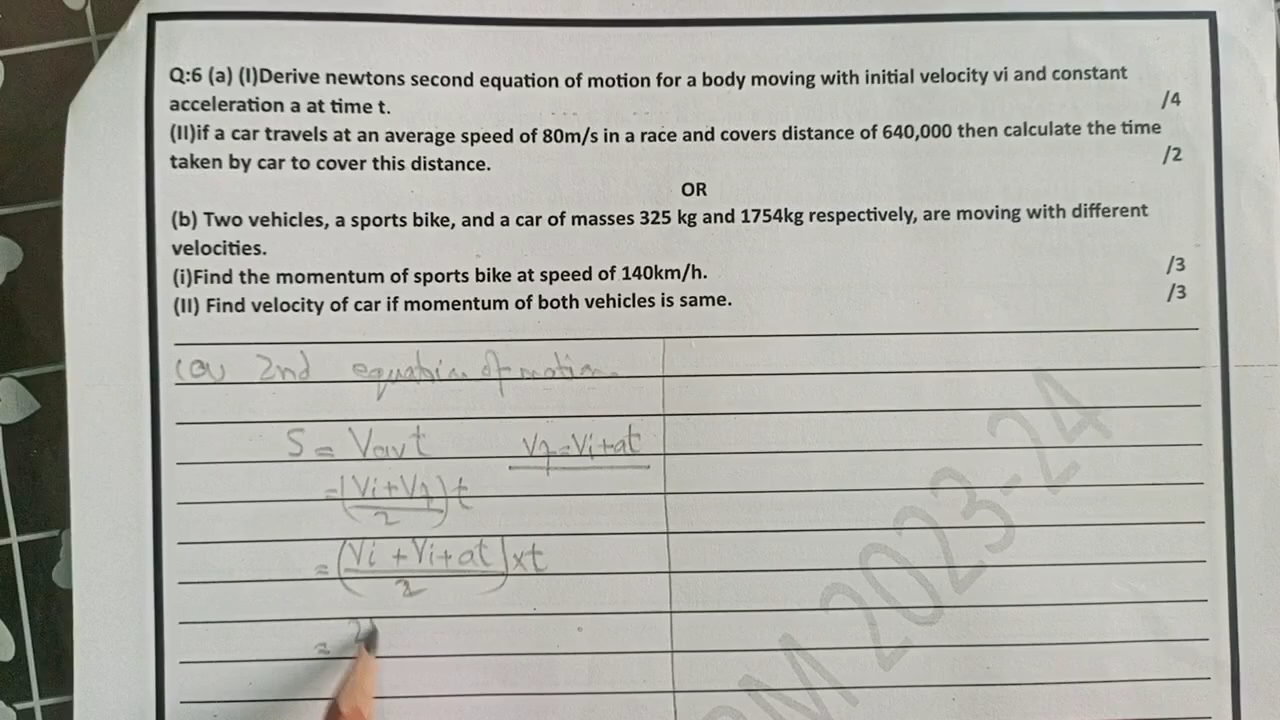 Q:6 (a) (I)Derive newtons second equation of motion for a body moving with initial velocity vi and constant
acceleration a at time t. /4
(II)if a car travels at an average speed of 80m/s in a race and covers distance of 640,000 then calculate the time
taken by car to cover this distance. /2
OR
(b) Two vehicles, a sports bike, and a car of masses 325 kg and 1754kg respectively, are moving with different
velocities.
(i)Find the momentum of sports bike at speed of 140km/h. /3
(II) Find velocity of car if momentum of both vehicles is same. /3
(a) 2nd equation of motion.
S = Vavt Vf=Vi+at
=(Vi+Vf/2)t
=(Vi+Vi+at/2)xt
= 2
M 2023-24